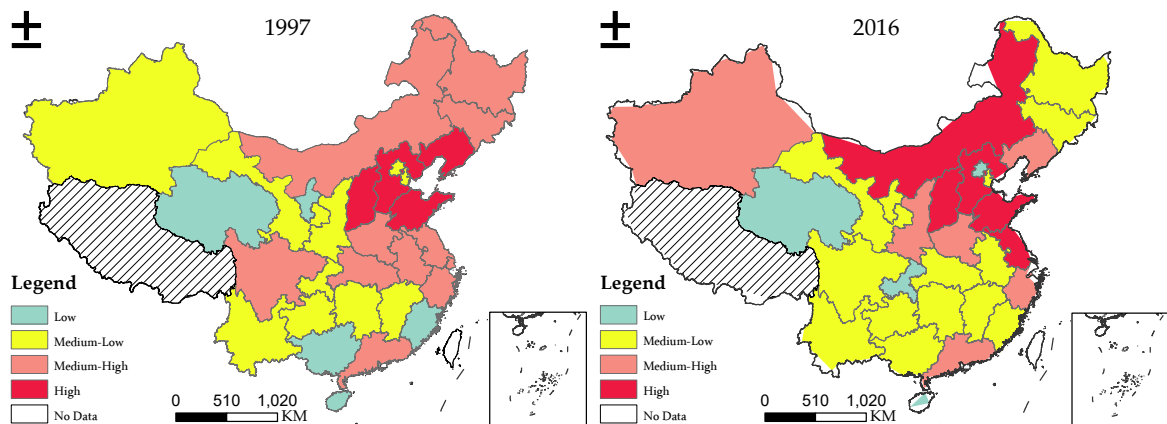 1997
Legend
Low
Medium-Low
Medium-High
High
No Data
0 510 1,020
KM
2016
Legend
Low
Medium-Low
Medium-High
High
No Data
0 510 1,020
KM